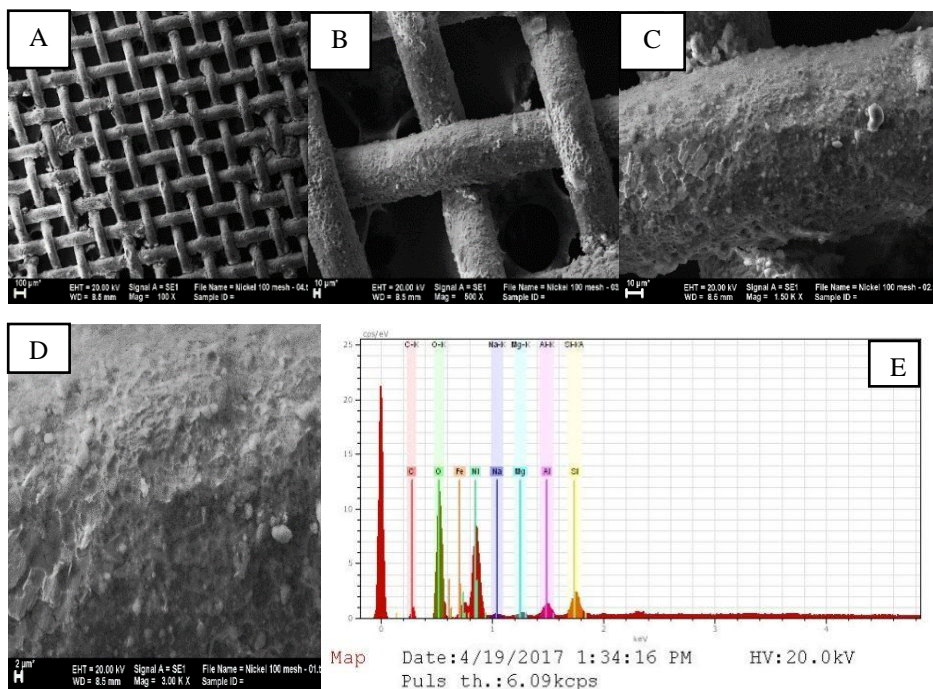 A
100 µm*
EHT = 20.00 kV Signal A = SE1 File Name = Nickel 100 mesh - 04.t
WD = 8.5 mm Mag = 100 X Sample ID =
B
10 µm*
EHT = 20.00 kV Signal A = SE1 File Name = Nickel 100 mesh - 03
WD = 8.5 mm Mag = 500 X Sample ID =
C
10 µm*
EHT = 20.00 kV Signal A = SE1 File Name = Nickel 100 mesh - 02.
WD = 8.5 mm Mag = 1.50 K X Sample ID =
D
2 µm*
EHT = 20.00 kV Signal A = SE1 File Name = Nickel 100 mesh - 01.t
WD = 8.5 mm Mag = 3.00 K X Sample ID =
E
cps/eV
25
20
15
10
5
0
C-K O-K Na-K Mg-K Al-K Si-KA
C O Fe Ni Na Mg Al Si
0 1 2 3 4
keV
Map Date:4/19/2017 1:34:16 PM HV:20.0kV
Puls th.:6.09kcps